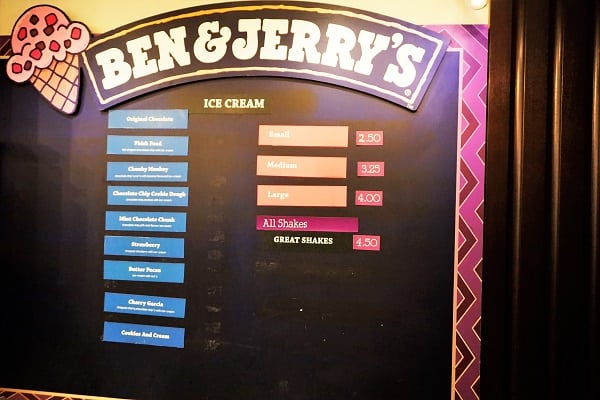 BEN & JERRY'S
ICE CREAM
Original Chocolate
Phish Food
Chunky Monkey
Chocolate Chip Cookie Dough
Mint Chocolate Chunk
Strawberry
Butter Pecan
Cherry Garcia
Cookies And Cream
Small 2.50
Medium 3.25
Large 4.00
All Shakes
GREAT SHAKES 4.50